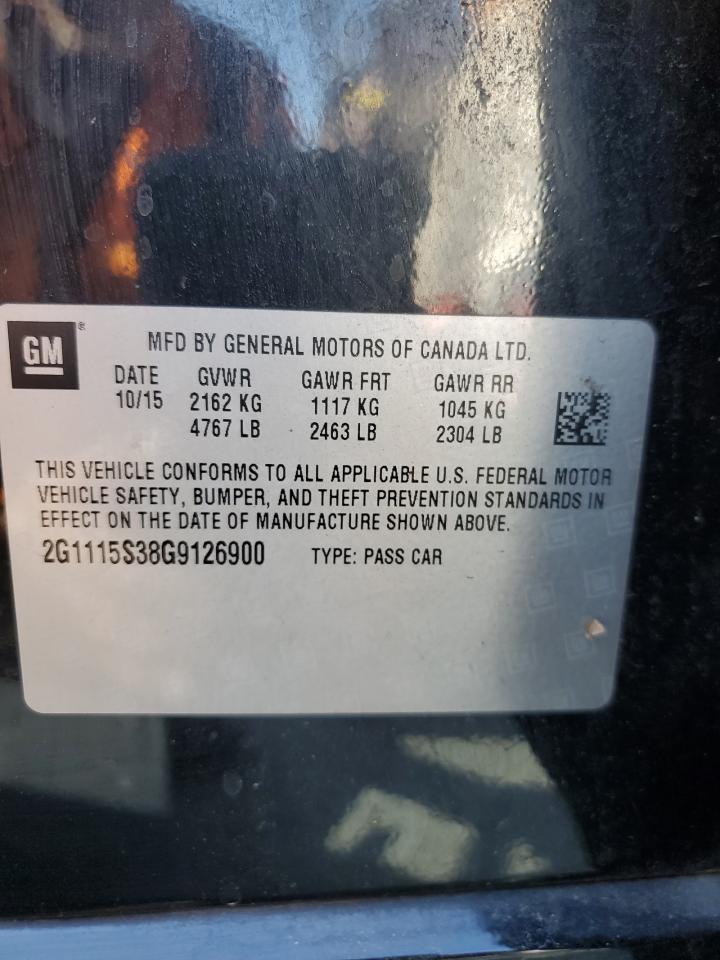 GM ®
MFD BY GENERAL MOTORS OF CANADA LTD.
DATE GVWR GAWR FRT GAWR RR
10/15 2162 KG 1117 KG 1045 KG
4767 LB 2463 LB 2304 LB
THIS VEHICLE CONFORMS TO ALL APPLICABLE U.S. FEDERAL MOTOR
VEHICLE SAFETY, BUMPER, AND THEFT PREVENTION STANDARDS IN
EFFECT ON THE DATE OF MANUFACTURE SHOWN ABOVE.
2G1115S38G9126900 TYPE: PASS CAR